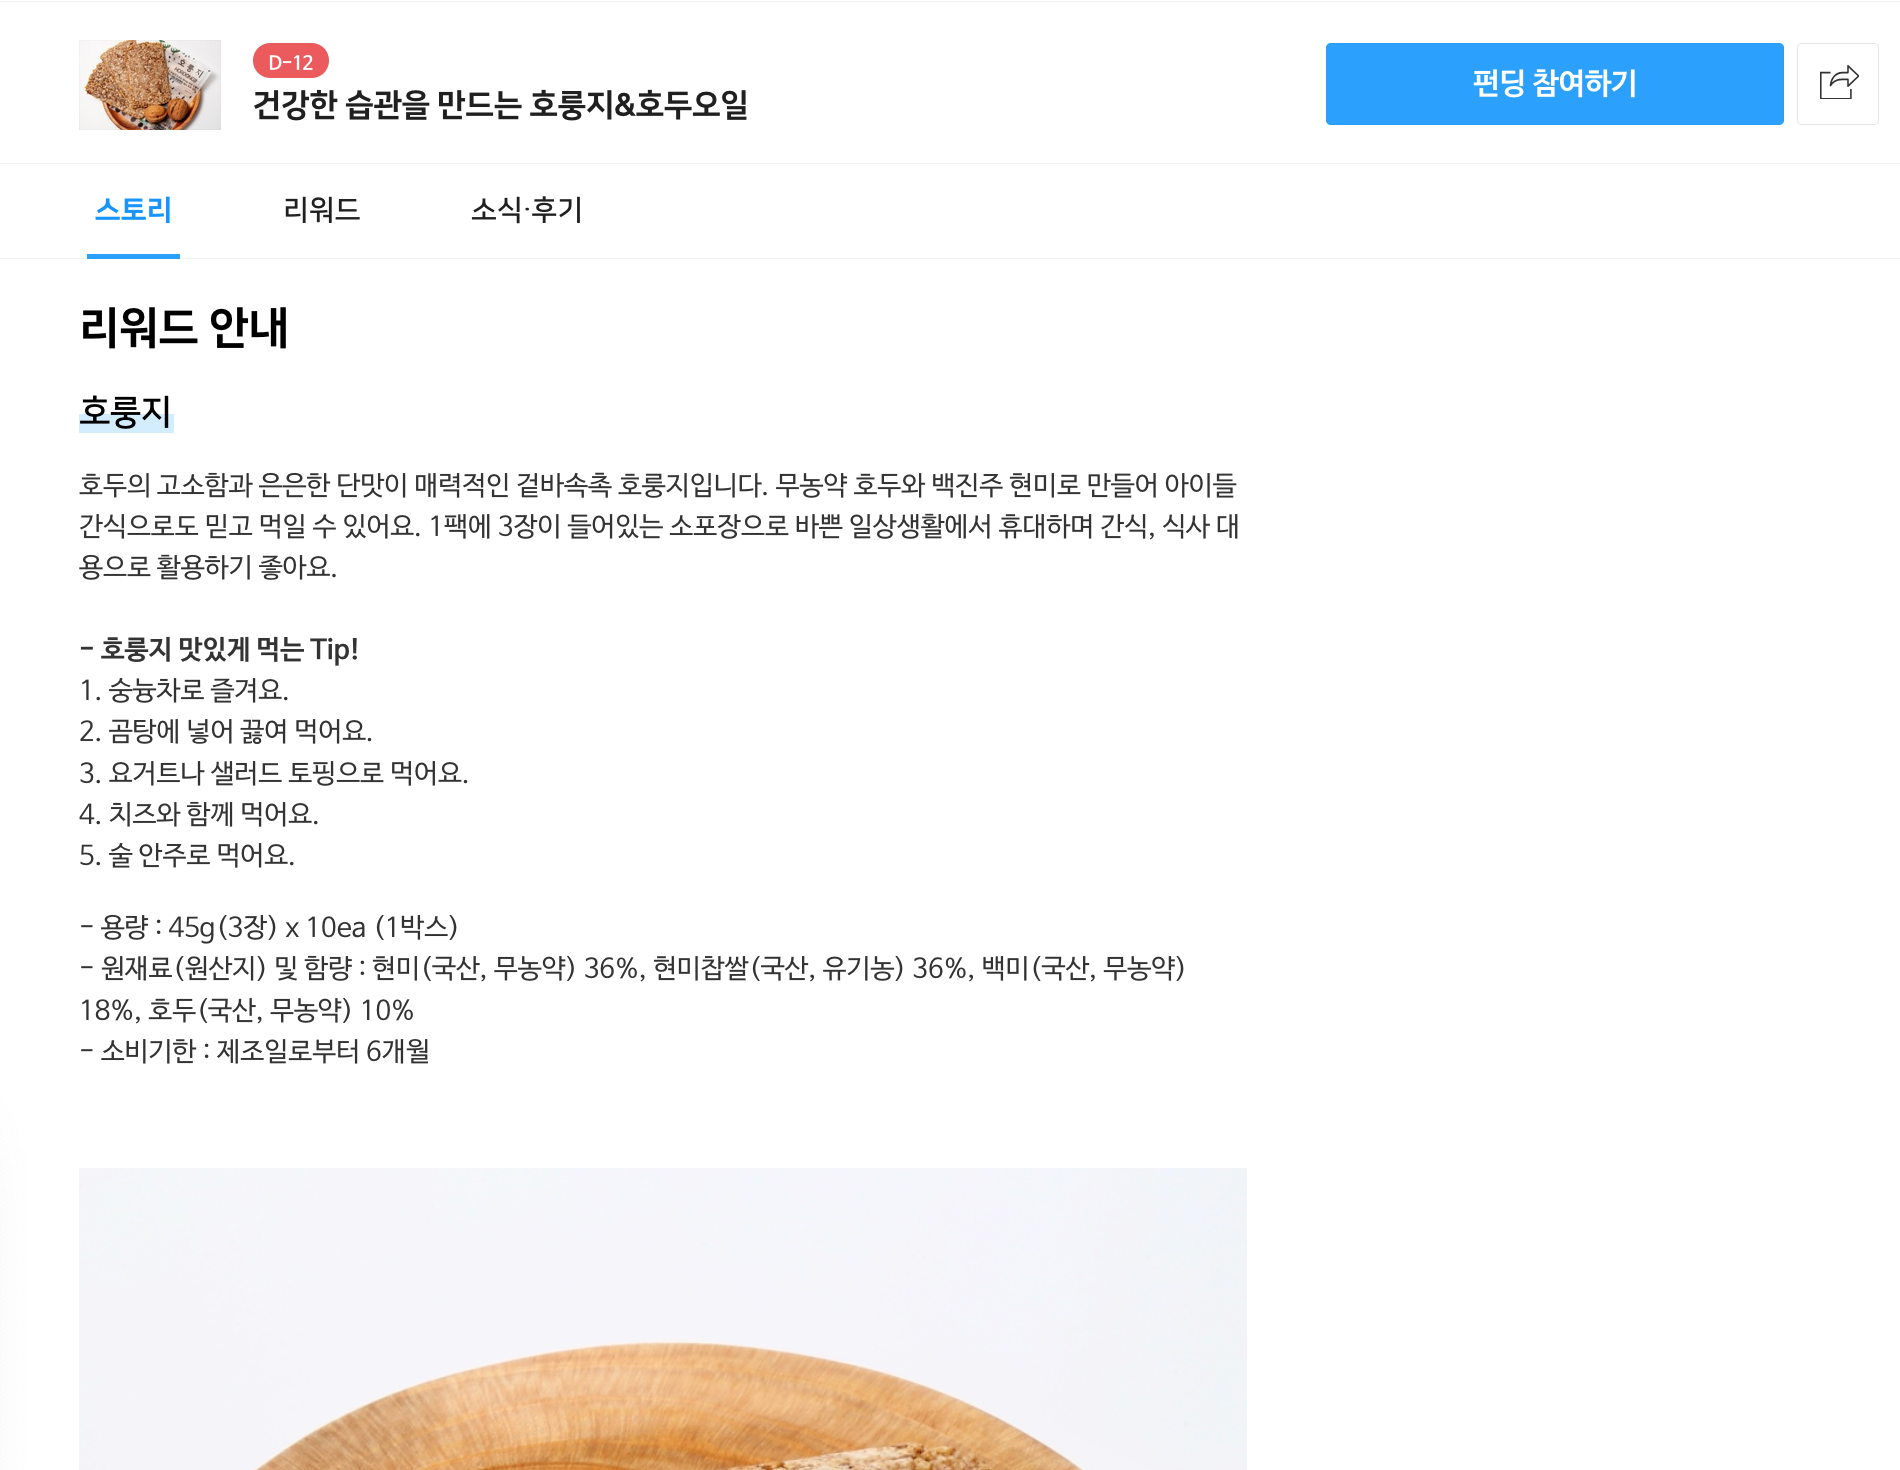 D-12
건강한 습관을 만드는 호룽지&호두오일
펀딩 참여하기
호룽지
스토리
리워드
소식·후기
리워드 안내
호룽지
호두의 고소함과 은은한 단맛이 매력적인 겉바속촉 호룽지입니다. 무농약 호두와 백진주 현미로 만들어 아이들
간식으로도 믿고 먹일 수 있어요. 1팩에 3장이 들어있는 소포장으로 바쁜 일상생활에서 휴대하며 간식, 식사 대
용으로 활용하기 좋아요.
- 호룽지 맛있게 먹는 Tip!
1. 숭늉차로 즐겨요.
2. 곰탕에 넣어 끓여 먹어요.
3. 요거트나 샐러드 토핑으로 먹어요.
4. 치즈와 함께 먹어요.
5. 술 안주로 먹어요.
- 용량 : 45g(3장) x 10ea (1박스)
- 원재료(원산지) 및 함량 : 현미(국산, 무농약) 36%, 현미찹쌀(국산, 유기농) 36%, 백미(국산, 무농약)
18%, 호두(국산, 무농약) 10%
- 소비기한 : 제조일로부터 6개월